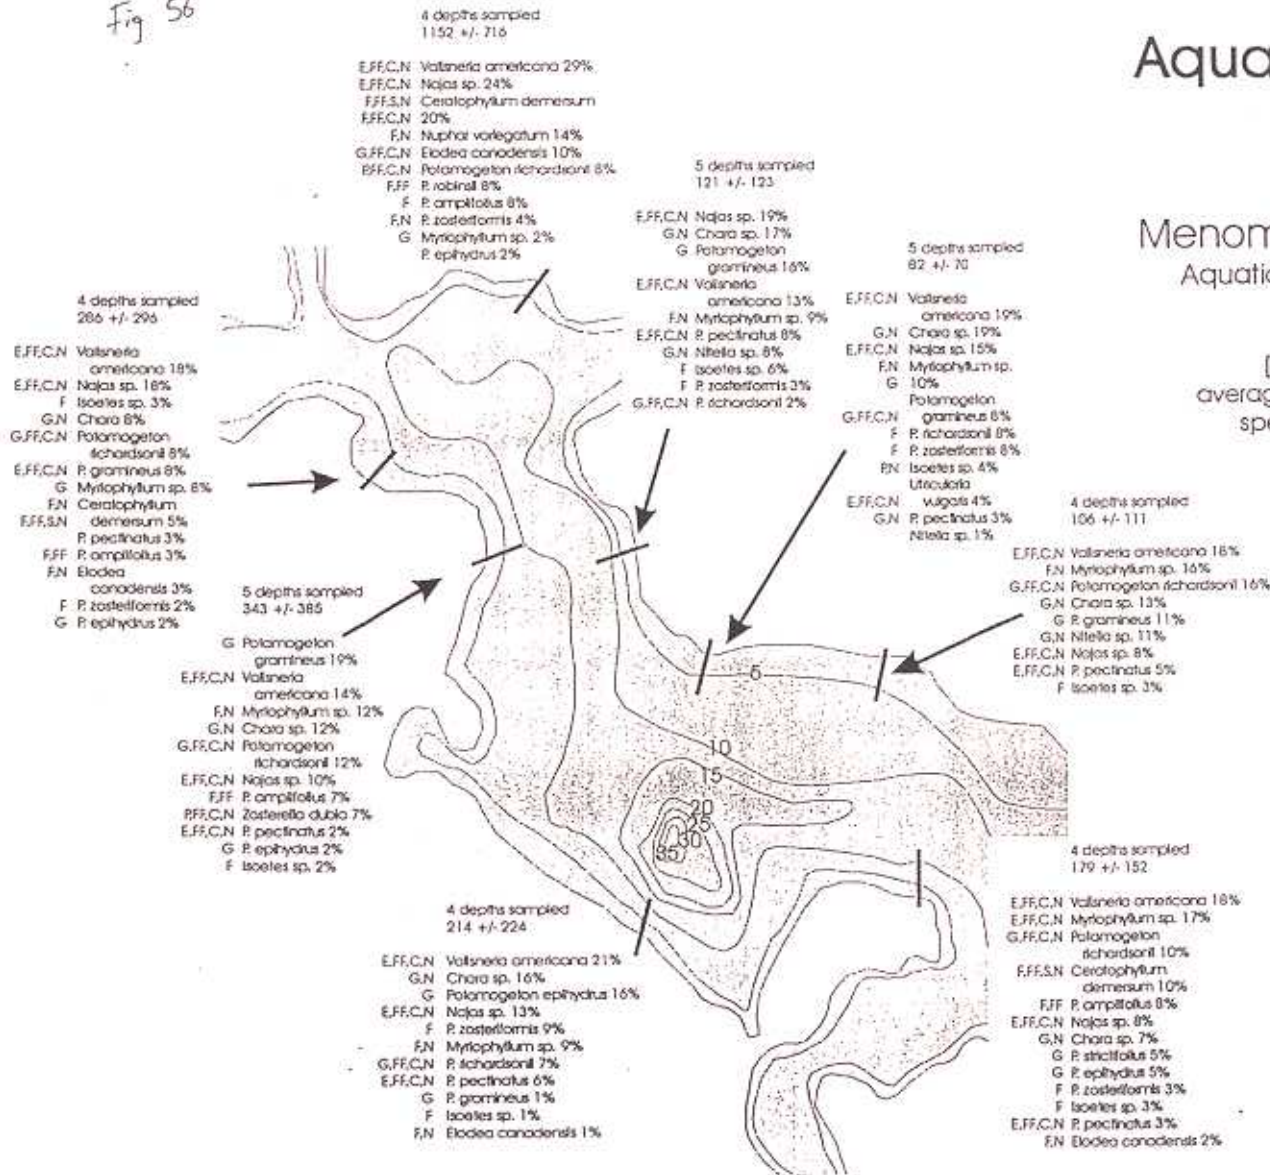 Fig 56
Aqua
Menom
Aquatic
averag
spe
4 depths sampled
1152 +/- 716
E,FF,C,N Vallsneria americana 29%
E,FF,C,N Najas sp. 24%
F,FF,S,N Ceratophyllum demersum
F,FF,C,N 20%
F,N Nuphar variegatum 14%
G,FF,C,N Elodea canadensis 10%
P,FF,C,N Potamogeton richardsonii 8%
F,FF P. robinsii 8%
F P. amplifolius 8%
F,N P. zosteriformis 4%
G Myriophyllum sp. 2%
P. epihydrus 2%
5 depths sampled
121 +/- 123
E,FF,C,N Najas sp. 19%
G,N Chara sp. 17%
G Potamogeton
gramineus 16%
E,FF,C,N Vallsneria
americana 13%
F,N Myriophyllum sp. 9%
E,FF,C,N P. pectinatus 8%
G,N Nitella sp. 8%
F Isoetes sp. 6%
F P. zosteriformis 3%
G,FF,C,N P. richardsonii 2%
5 depths sampled
82 +/- 70
E,FF,C,N Vallsneria
americana 19%
G,N Chara sp. 19%
E,FF,C,N Najas sp. 15%
F,N Myriophyllum sp.
G 10%
Potamogeton
G,FF,C,N gramineus 8%
F P. richardsonii 8%
F P. zosteriformis 8%
P,N Isoetes sp. 4%
Utricularia
E,FF,C,N vulgaris 4%
G,N P. pectinatus 3%
Nitella sp. 1%
4 depths sampled
286 +/- 296
E,FF,C,N Vallsneria
americana 18%
E,FF,C,N Najas sp. 18%
F Isoetes sp. 3%
G,N Chara 8%
G,FF,C,N Potamogeton
richardsonii 8%
E,FF,C,N P. gramineus 8%
G Myriophyllum sp. 8%
F,N Ceratophyllum
F,FF,S,N demersum 5%
P. pectinatus 3%
F,FF P. amplifolius 3%
F,N Elodea
canadensis 3%
F P. zosteriformis 2%
G P. epihydrus 2%
4 depths sampled
106 +/- 111
E,FF,C,N Vallsneria americana 18%
F,N Myriophyllum sp. 16%
G,FF,C,N Potamogeton richardsonii 16%
G,N Chara sp. 13%
G P. gramineus 11%
G,N Nitella sp. 11%
E,FF,C,N Najas sp. 8%
E,FF,C,N P. pectinatus 5%
F Isoetes sp. 3%
5 depths sampled
343 +/- 385
G Potamogeton
gramineus 19%
E,FF,C,N Vallsneria
americana 14%
F,N Myriophyllum sp. 12%
G,N Chara sp. 12%
G,FF,C,N Potamogeton
richardsonii 12%
E,FF,C,N Najas sp. 10%
F,FF P. amplifolius 7%
P,FF,C,N Zosterella dubia 7%
E,FF,C,N P. pectinatus 2%
G P. epihydrus 2%
F Isoetes sp. 2%
5
10
15
20
25
30
35
4 depths sampled
214 +/- 224
E,FF,C,N Vallsneria americana 21%
G,N Chara sp. 16%
G Potamogeton epihydrus 16%
E,FF,C,N Najas sp. 13%
F P. zosteriformis 9%
F,N Myriophyllum sp. 9%
G,FF,C,N P. richardsonii 7%
E,FF,C,N P. pectinatus 6%
G P. gramineus 1%
F Isoetes sp. 1%
F,N Elodea canadensis 1%
4 depths sampled
179 +/- 152
E,FF,C,N Vallsneria americana 18%
E,FF,C,N Myriophyllum sp. 17%
G,FF,C,N Potamogeton
richardsonii 10%
F,FF,S,N Ceratophyllum
demersum 10%
F,FF P. amplifolius 8%
E,FF,C,N Najas sp. 8%
G,N Chara sp. 7%
G P. strictifolius 5%
G P. epihydrus 5%
F P. zosteriformis 3%
F Isoetes sp. 3%
E,FF,C,N P. pectinatus 3%
F,N Elodea canadensis 2%